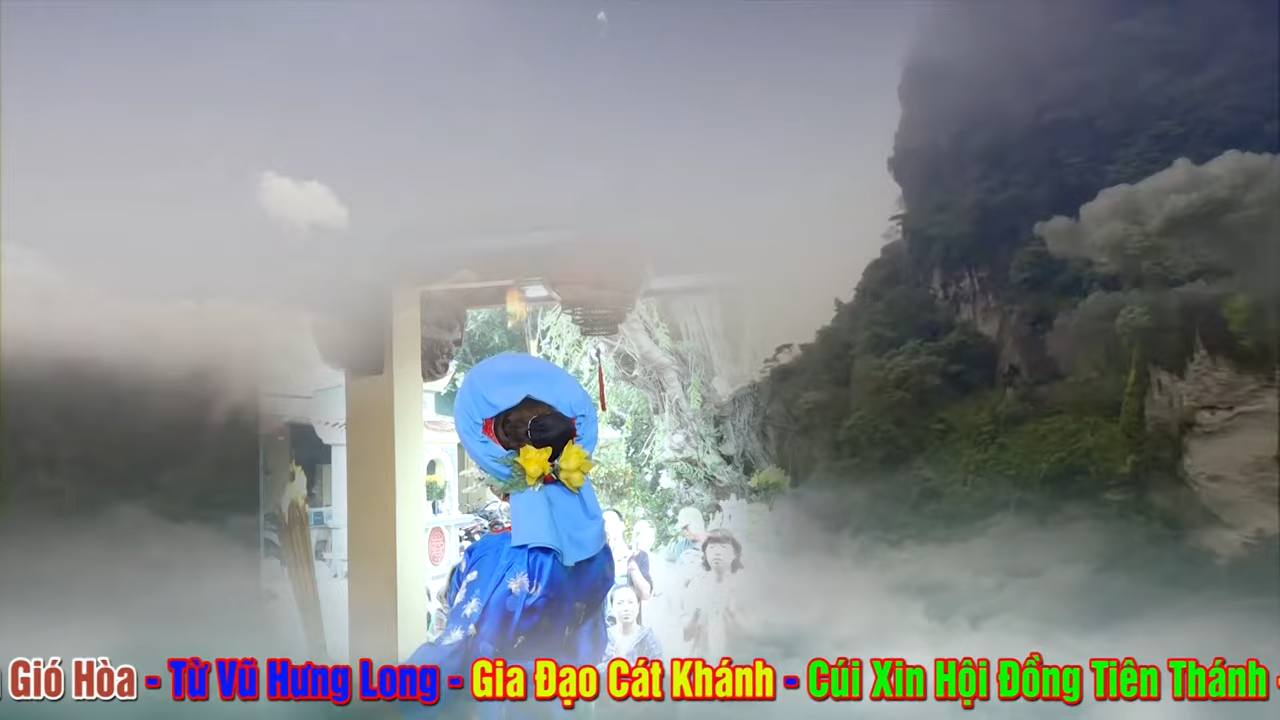 Gió Hòa - Từ Vũ Hưng Long - Gia Đạo Cát Khánh - Cúi Xin Hội Đồng Tiên Thánh -